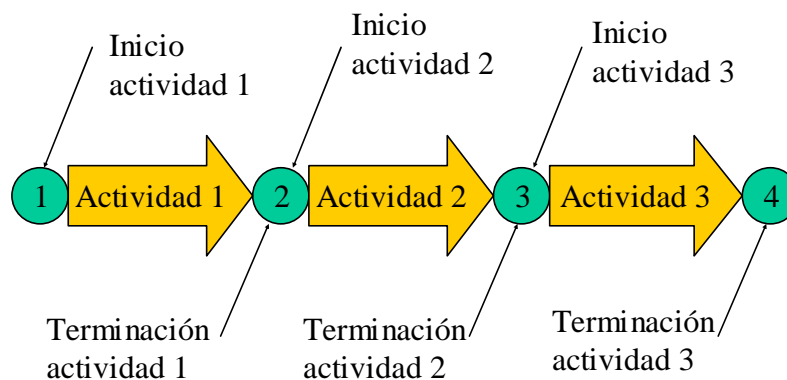 Inicio
actividad 1
Inicio
actividad 2
Inicio
actividad 3
1
Actividad 1
2
Actividad 2
3
Actividad 3
4
Terminación
actividad 1
Terminación
actividad 2
Terminación
actividad 3